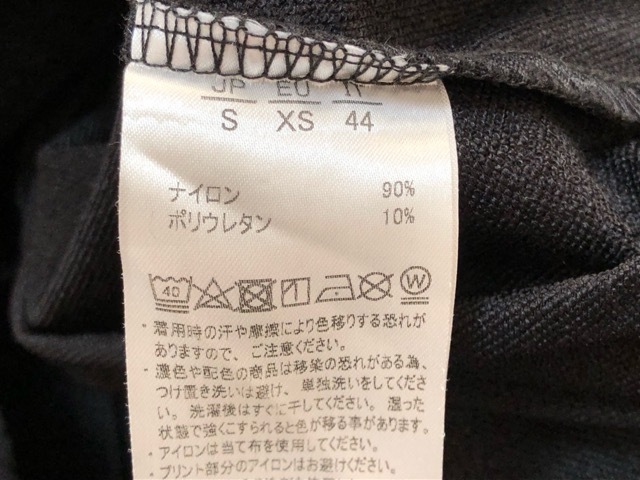 JP EU IT
S XS 44
ナイロン 90%
ポリウレタン 10%
40 W
・着用時の汗や摩擦により色移りする恐れが
ありますので、ご注意ください。
・濃色や配色の商品は移染の恐れがある為、
つけ置き洗いは避け、単独洗いをしてくださ
い。洗濯後はすぐに干してください。湿った
状態で強くこすられると色が移る事があります。
・アイロンは当て布を使用してください。
・プリント部分のアイロンはお避けください。